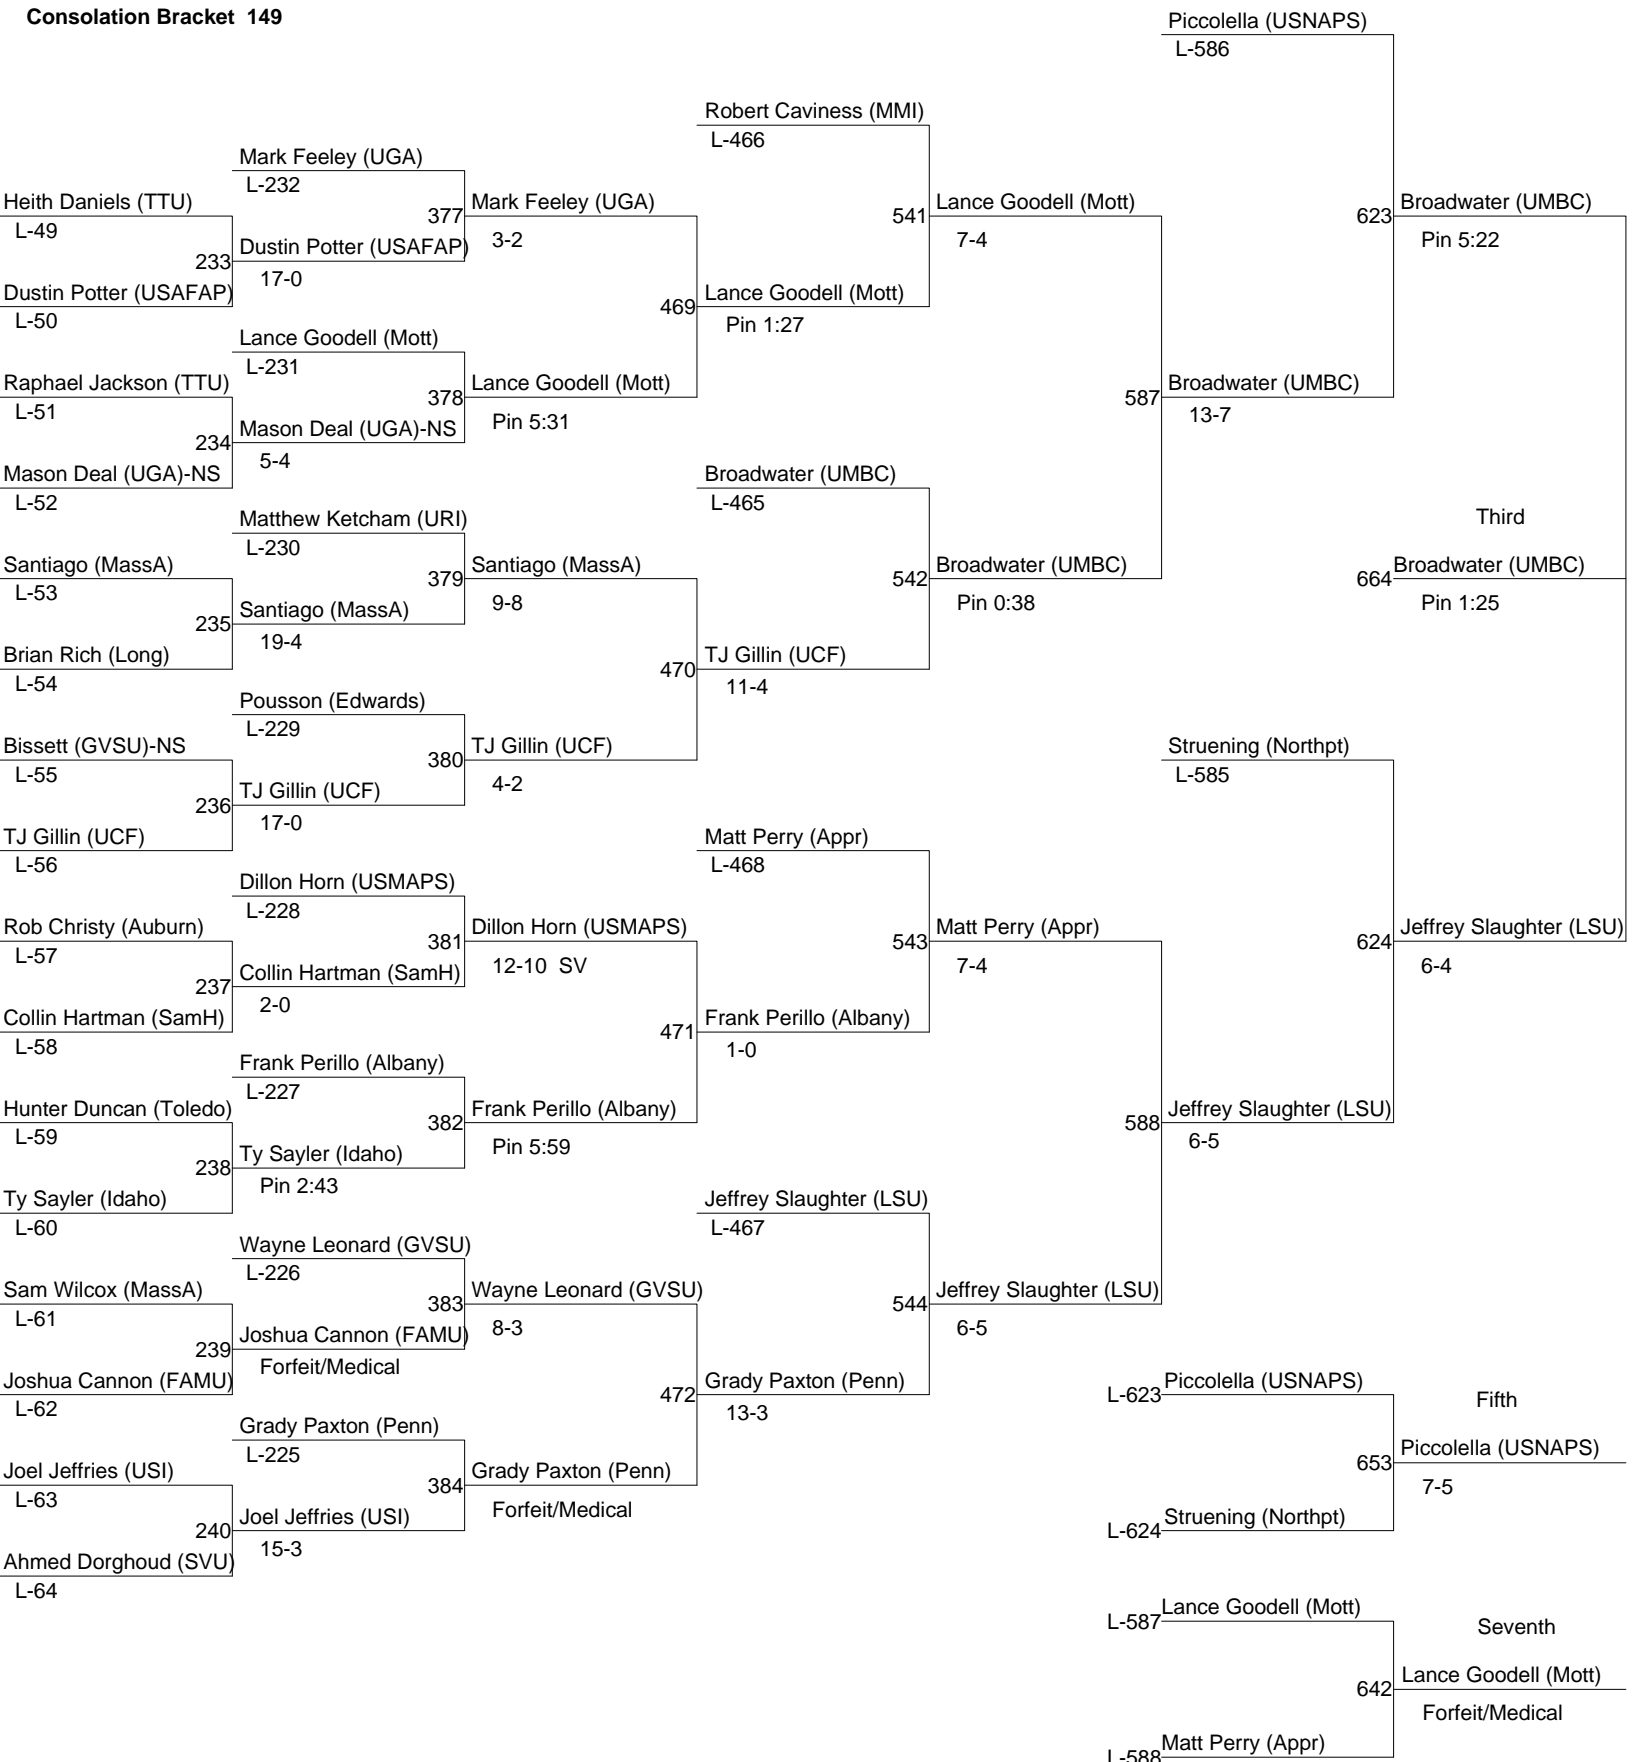 Consolation Bracket 149
Piccolella (USNAPS)
L-586
Robert Caviness (MMI)
L-466
Mark Feeley (UGA)
L-232
Heith Daniels (TTU)
L-49
377
Mark Feeley (UGA)
3-2
541
Lance Goodell (Mott)
7-4
623
Broadwater (UMBC)
Pin 5:22
233
Dustin Potter (USAFAP)
17-0
Dustin Potter (USAFAP)
L-50
469
Lance Goodell (Mott)
Pin 1:27
Lance Goodell (Mott)
L-231
Raphael Jackson (TTU)
L-51
378
Lance Goodell (Mott)
Pin 5:31
587
Broadwater (UMBC)
13-7
234
Mason Deal (UGA)-NS
5-4
Mason Deal (UGA)-NS
L-52
Broadwater (UMBC)
L-465
Matthew Ketcham (URI)
L-230
Third
Santiago (MassA)
L-53
379
Santiago (MassA)
9-8
542
Broadwater (UMBC)
Pin 0:38
664
Broadwater (UMBC)
Pin 1:25
235
Santiago (MassA)
19-4
Brian Rich (Long)
L-54
470
TJ Gillin (UCF)
11-4
Pousson (Edwards)
L-229
Bissett (GVSU)-NS
L-55
380
TJ Gillin (UCF)
4-2
Struening (Northpt)
L-585
236
TJ Gillin (UCF)
17-0
TJ Gillin (UCF)
L-56
Matt Perry (Appr)
L-468
Dillon Horn (USMAPS)
L-228
Rob Christy (Auburn)
L-57
381
Dillon Horn (USMAPS)
12-10 SV
543
Matt Perry (Appr)
7-4
624
Jeffrey Slaughter (LSU)
6-4
237
Collin Hartman (SamH)
2-0
Collin Hartman (SamH)
L-58
471
Frank Perillo (Albany)
1-0
Frank Perillo (Albany)
L-227
Hunter Duncan (Toledo)
L-59
382
Frank Perillo (Albany)
Pin 5:59
588
Jeffrey Slaughter (LSU)
6-5
238
Ty Sayler (Idaho)
Pin 2:43
Ty Sayler (Idaho)
L-60
Jeffrey Slaughter (LSU)
L-467
Wayne Leonard (GVSU)
L-226
Sam Wilcox (MassA)
L-61
383
Wayne Leonard (GVSU)
8-3
544
Jeffrey Slaughter (LSU)
6-5
239
Joshua Cannon (FAMU)
Forfeit/Medical
Joshua Cannon (FAMU)
L-62
472
Grady Paxton (Penn)
13-3
L-623
Piccolella (USNAPS)
Fifth
Grady Paxton (Penn)
L-225
653
Piccolella (USNAPS)
7-5
Joel Jeffries (USI)
L-63
384
Grady Paxton (Penn)
Forfeit/Medical
240
Joel Jeffries (USI)
15-3
L-624
Struening (Northpt)
Ahmed Dorghoud (SVU)
L-64
L-587
Lance Goodell (Mott)
Seventh
642
Lance Goodell (Mott)
Forfeit/Medical
L-588
Matt Perry (Appr)